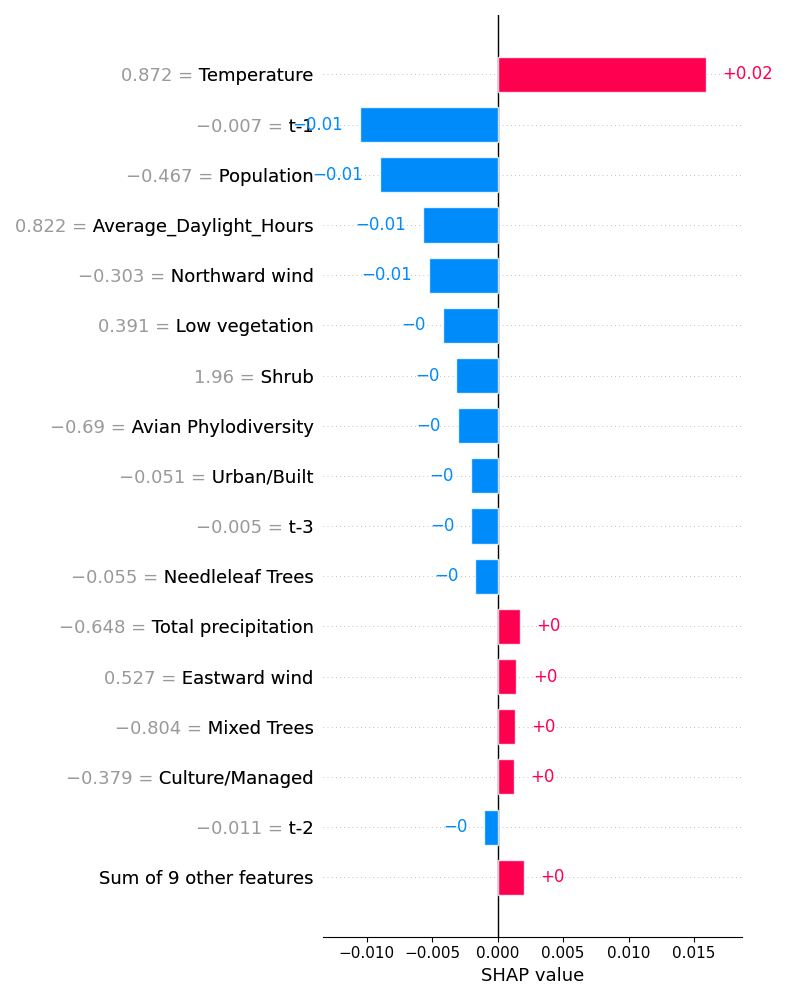 0.872 = Temperature +0.02
−0.007 = t-1 −0.01
−0.467 = Population −0.01
0.822 = Average_Daylight_Hours −0.01
−0.303 = Northward wind −0.01
0.391 = Low vegetation −0
1.96 = Shrub −0
−0.69 = Avian Phylodiversity −0
−0.051 = Urban/Built −0
−0.005 = t-3 −0
−0.055 = Needleleaf Trees −0
−0.648 = Total precipitation +0
0.527 = Eastward wind +0
−0.804 = Mixed Trees +0
−0.379 = Culture/Managed +0
−0.011 = t-2 −0
Sum of 9 other features +0
−0.010 −0.005 0.000 0.005 0.010 0.015
SHAP value